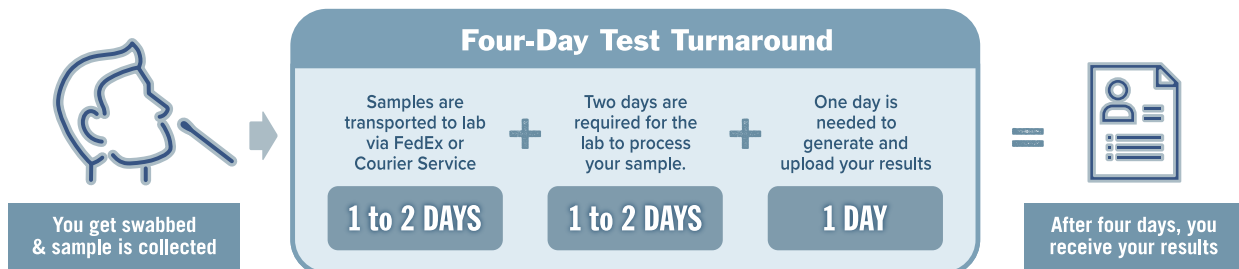 Four-Day Test Turnaround
You get swabbed
& sample is collected
Samples are
transported to lab
via FedEx or
Courier Service
1 to 2 DAYS
+
Two days are
required for the
lab to process
your sample.
1 to 2 DAYS
+
One day is
needed to
generate and
upload your results
1 DAY
=
After four days, you
receive your results